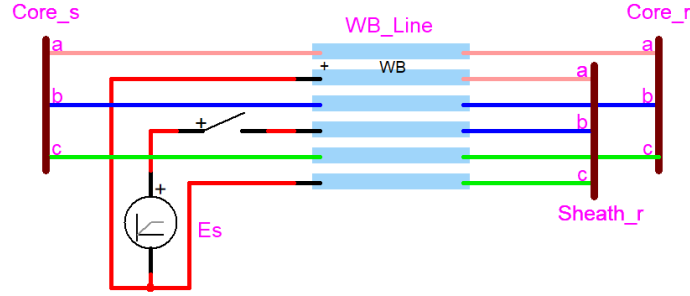 Core_s WB_Line Core_r
a a
+ WB a
b b
+ b
c c
+ c
Es Sheath_r